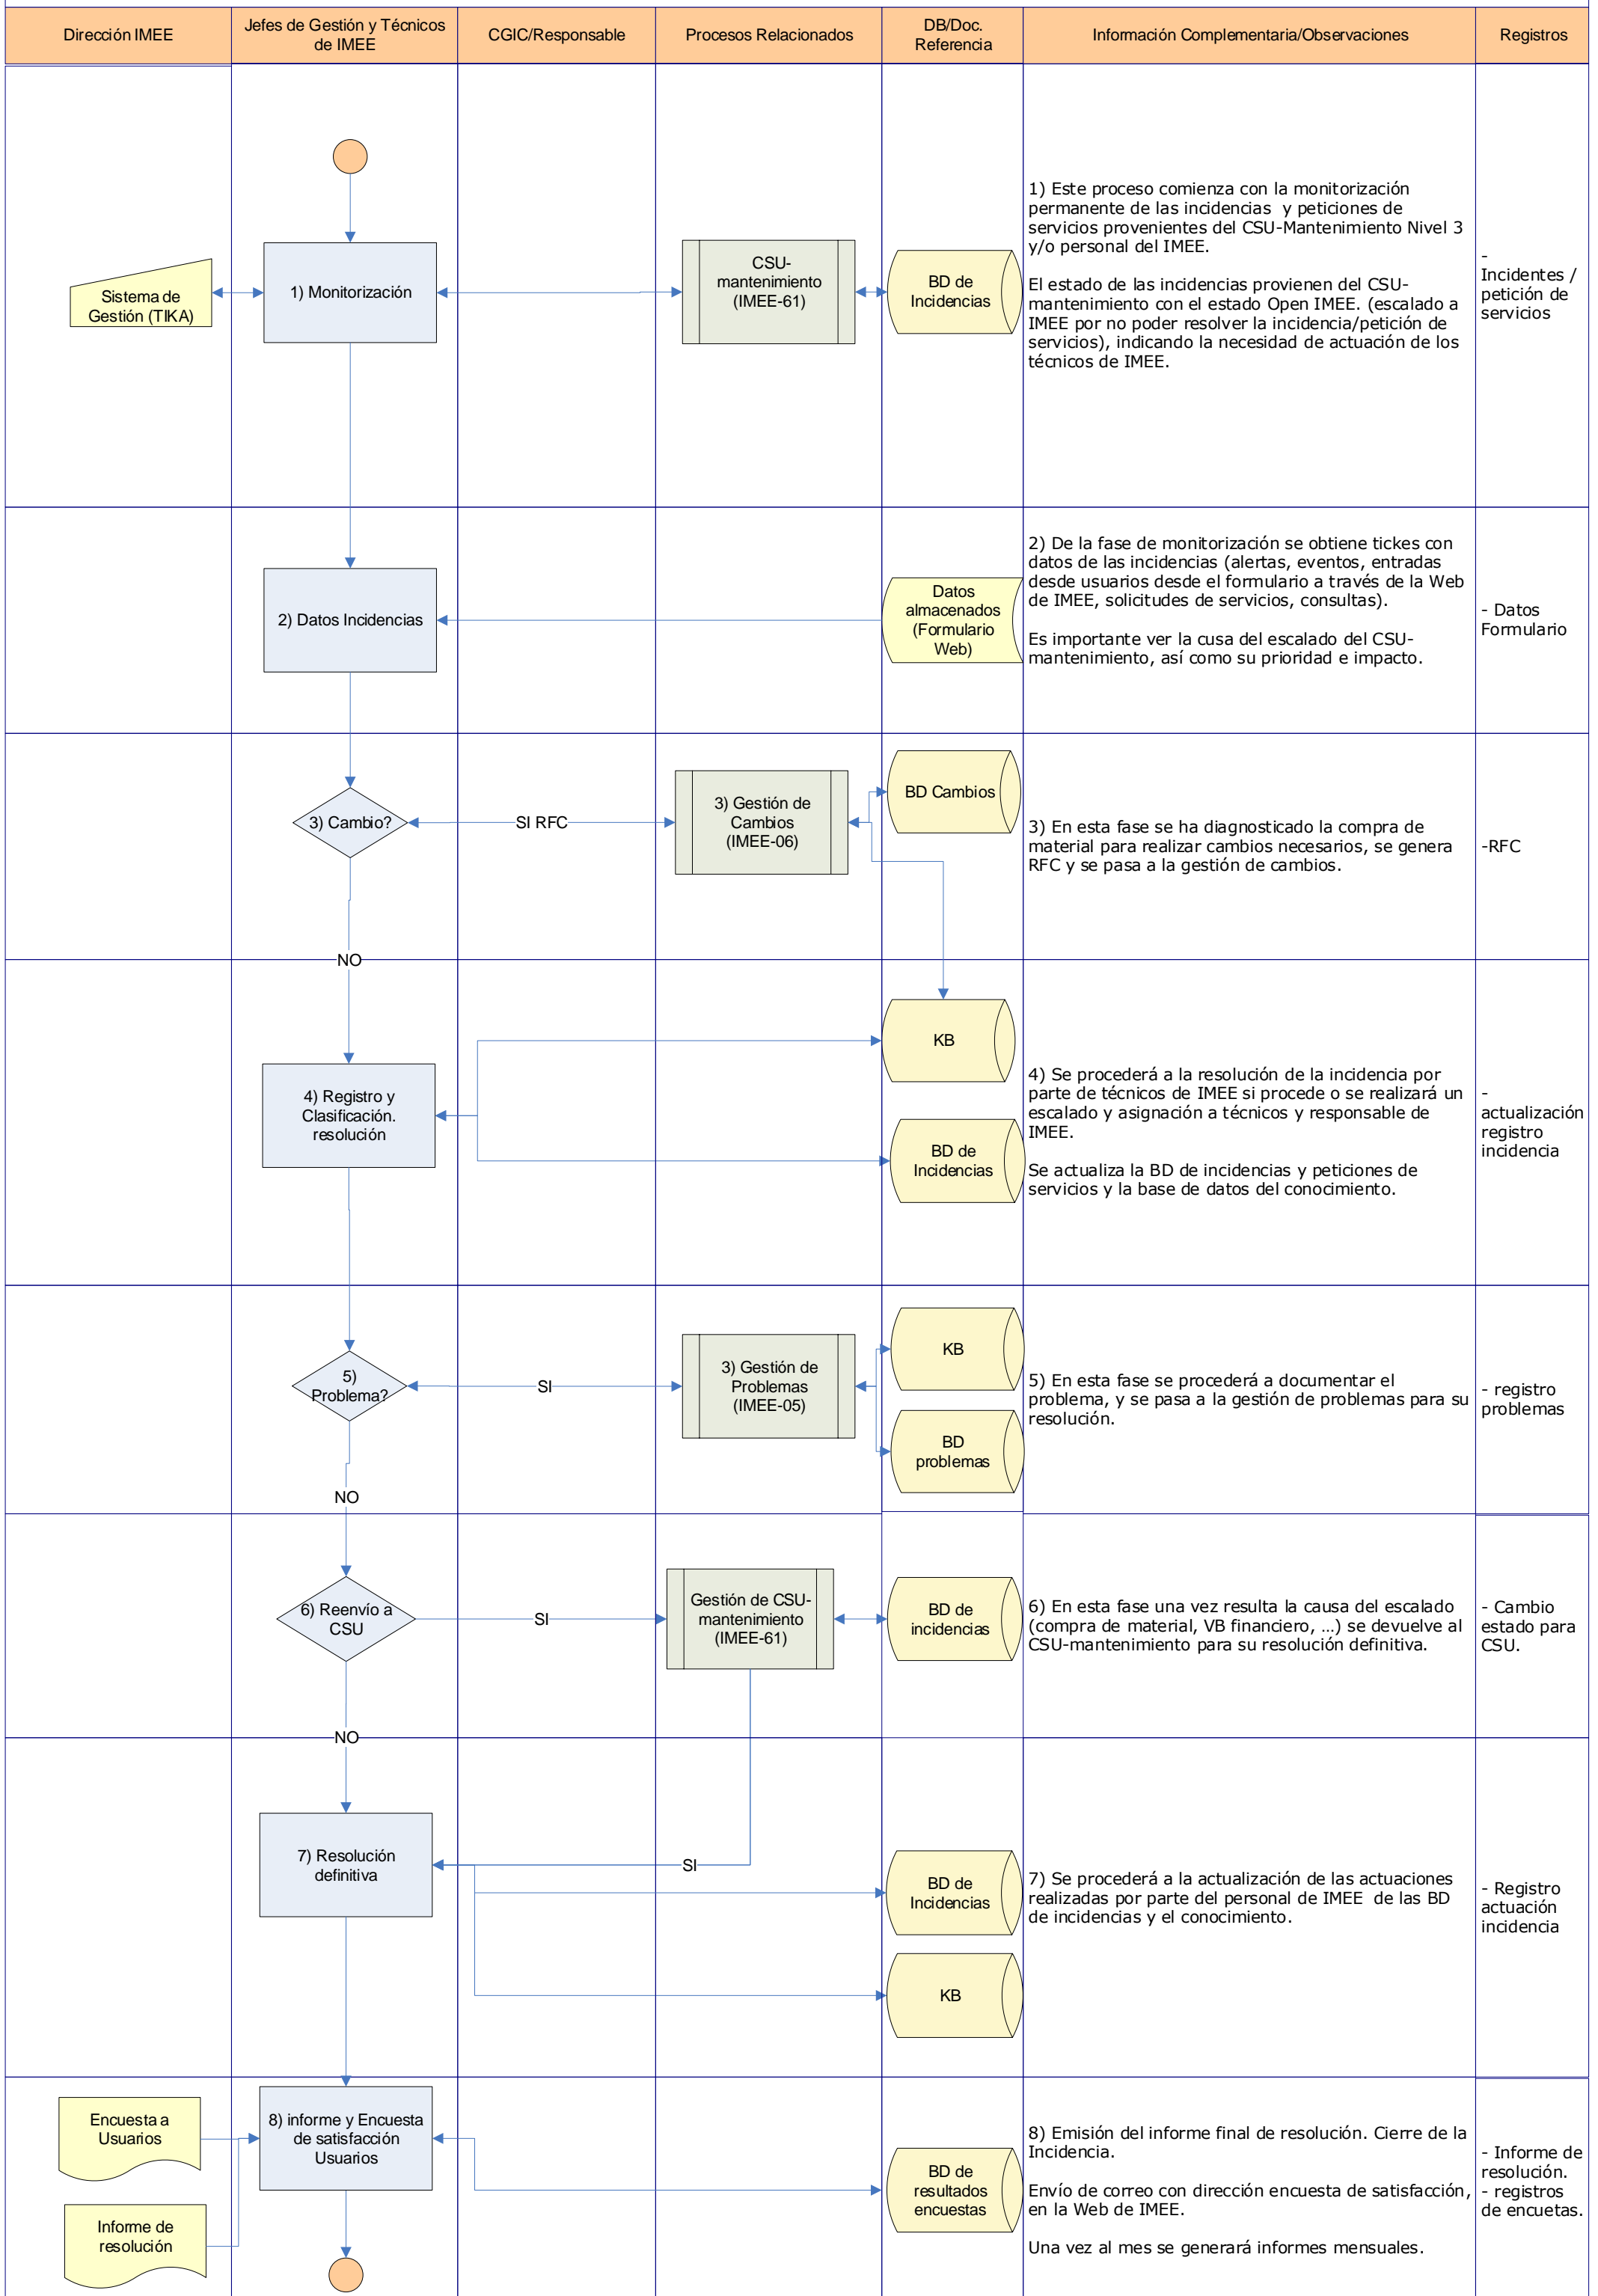 Dirección IMEE
Jefes de Gestión y Técnicos
de IMEE
CGIC/Responsable
Procesos Relacionados
DB/Doc.
Referencia
Información Complementaria/Observaciones
Registros
Sistema de
Gestión (TIKA)
1) Monitorización
CSU-
mantenimiento
(IMEE-61)
BD de
Incidencias
1) Este proceso comienza con la monitorización
permanente de las incidencias y peticiones de
servicios provenientes del CSU-Mantenimiento Nivel 3
y/o personal del IMEE.
El estado de las incidencias provienen del CSU-
mantenimiento con el estado Open IMEE. (escalado a
IMEE por no poder resolver la incidencia/petición de
servicios), indicando la necesidad de actuación de los
técnicos de IMEE.
-
Incidentes /
petición de
servicios
2) Datos Incidencias
Datos
almacenados
(Formulario
Web)
2) De la fase de monitorización se obtiene tickes con
datos de las incidencias (alertas, eventos, entradas
desde usuarios desde el formulario a través de la Web
de IMEE, solicitudes de servicios, consultas).
Es importante ver la cusa del escalado del CSU-
mantenimiento, así como su prioridad e impacto.
- Datos
Formulario
3) Cambio?
SI RFC
3) Gestión de
Cambios
(IMEE-06)
BD Cambios
3) En esta fase se ha diagnosticado la compra de
material para realizar cambios necesarios, se genera
RFC y se pasa a la gestión de cambios.
-RFC
NO
4) Registro y
Clasificación.
resolución
KB
BD de
Incidencias
4) Se procederá a la resolución de la incidencia por
parte de técnicos de IMEE si procede o se realizará un
escalado y asignación a técnicos y responsable de
IMEE.
Se actualiza la BD de incidencias y peticiones de
servicios y la base de datos del conocimiento.
-
actualización
registro
incidencia
5)
Problema?
SI
3) Gestión de
Problemas
(IMEE-05)
KB
BD
problemas
5) En esta fase se procederá a documentar el
problema, y se pasa a la gestión de problemas para su
resolución.
- registro
problemas
NO
6) Reenvío a
CSU
SI
Gestión de CSU-
mantenimiento
(IMEE-61)
BD de
incidencias
6) En esta fase una vez resulta la causa del escalado
(compra de material, VB financiero, ...) se devuelve al
CSU-mantenimiento para su resolución definitiva.
- Cambio
estado para
CSU.
NO
7) Resolución
definitiva
SI
BD de
Incidencias
KB
7) Se procederá a la actualización de las actuaciones
realizadas por parte del personal de IMEE de las BD
de incidencias y el conocimiento.
- Registro
actuación
incidencia
Encuesta a
Usuarios
Informe de
resolución
8) informe y Encuesta
de satisfacción
Usuarios
BD de
resultados
encuestas
8) Emisión del informe final de resolución. Cierre de la
Incidencia.
Envío de correo con dirección encuesta de satisfacción,
en la Web de IMEE.
Una vez al mes se generará informes mensuales.
- Informe de
resolución.
- registros
de encuetas.